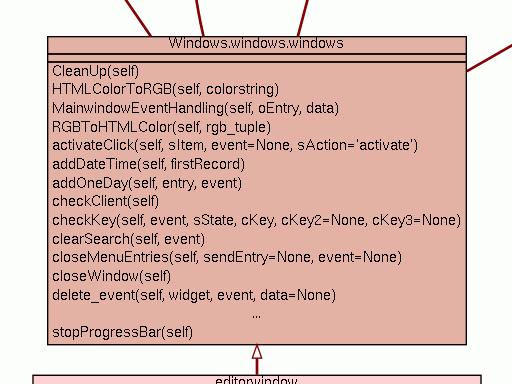 Windows.windows.windows
CleanUp(self)
HTMLColorToRGB(self, colorstring)
MainwindowEventHandling(self, oEntry, data)
RGBToHTMLColor(self, rgb_tuple)
activateClick(self, sItem, event=None, sAction='activate')
addDateTime(self, firstRecord)
addOneDay(self, entry, event)
checkClient(self)
checkKey(self, event, sState, cKey, cKey2=None, cKey3=None)
clearSearch(self, event)
closeMenuEntries(self, sendEntry=None, event=None)
closeWindow(self)
delete_event(self, widget, event, data=None)
...
stopProgressBar(self)
editorwindow